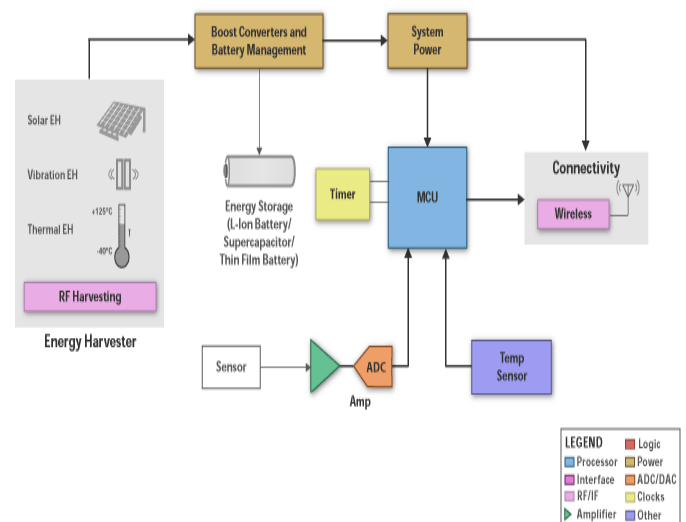 Boost Converters and
Battery Management
System
Power
Solar EH
Vibration EH
Thermal EH
+125°C
T
-40°C
RF Harvesting
Energy Harvester
Energy Storage
(L-Ion Battery/
Supercapacitor/
Thin Film Battery)
Timer
MCU
Connectivity
Wireless
Sensor
ADC
Amp
Temp
Sensor
LEGEND
Processor
Interface
RF/IF
Amplifier
Logic
Power
ADC/DAC
Clocks
Other